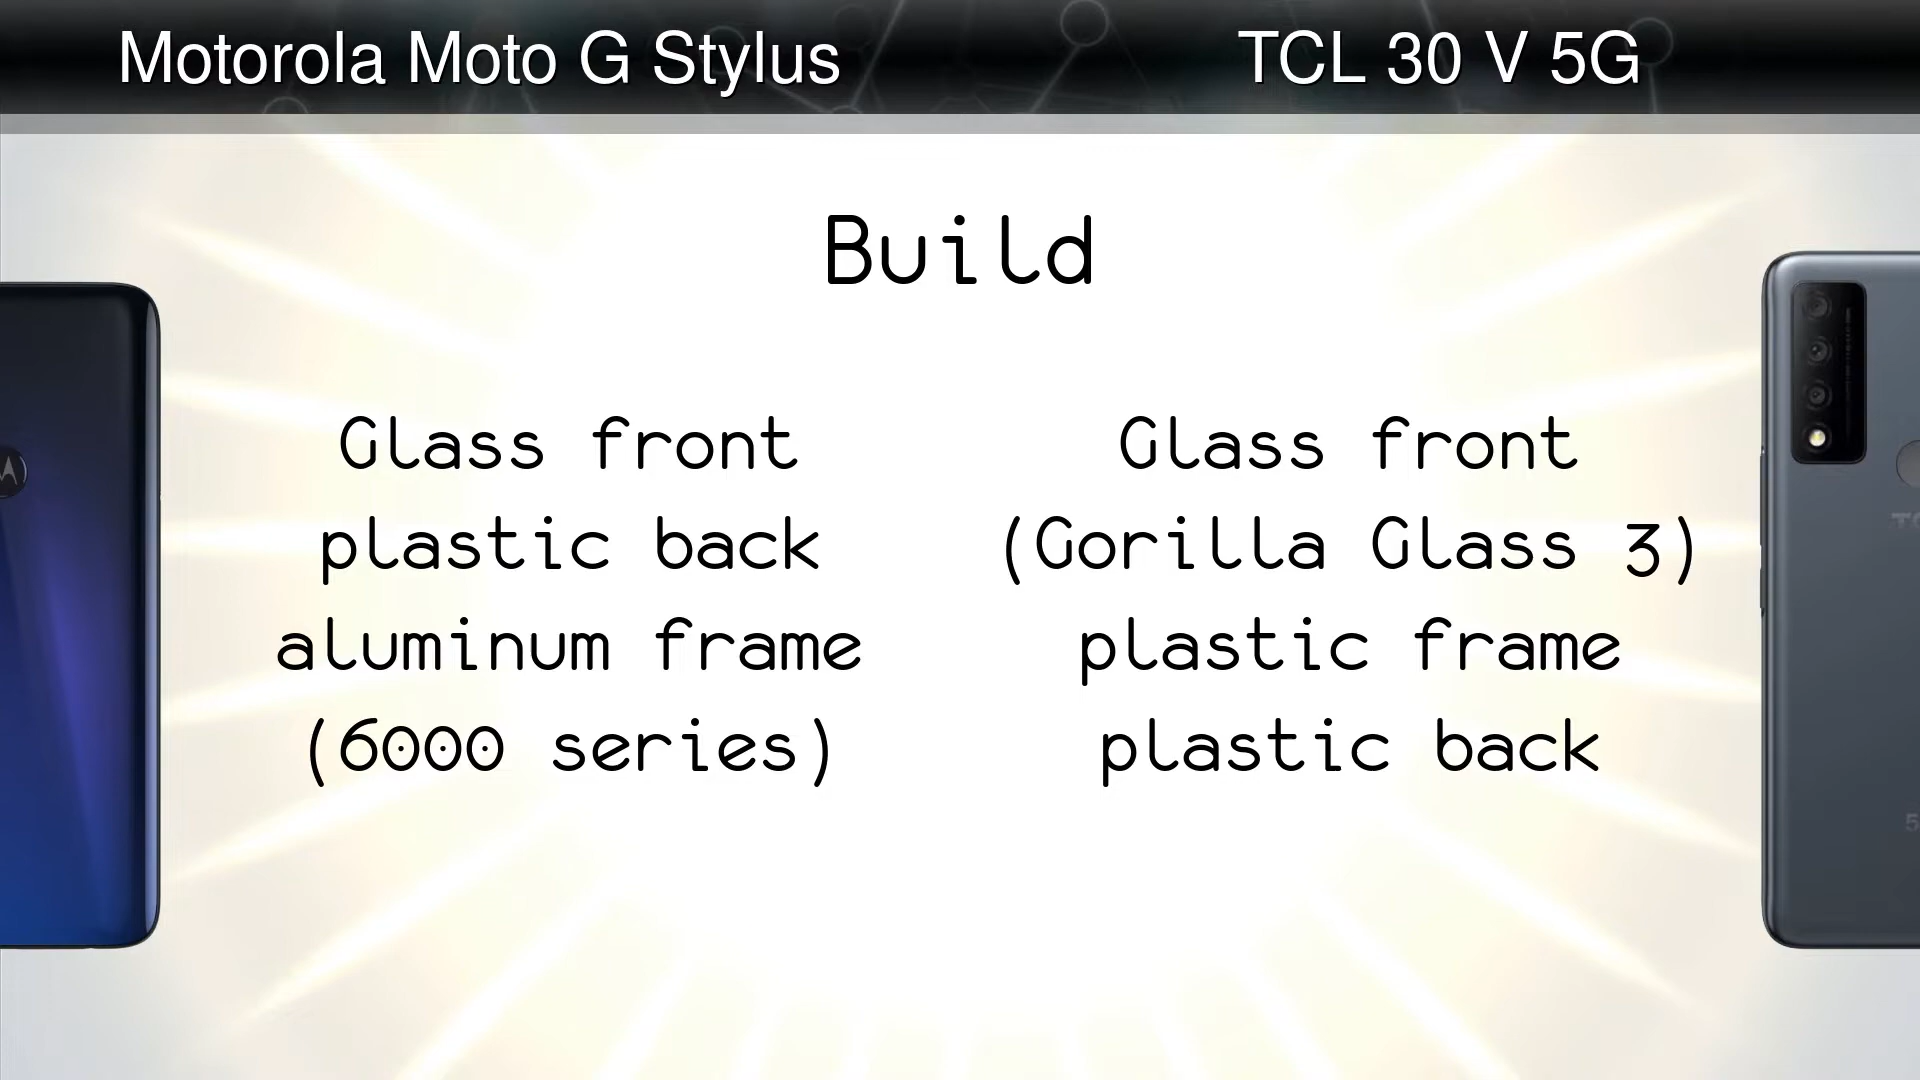 Motorola Moto G Stylus
TCL 30 V 5G
Build
Glass front
plastic back
aluminum frame
(6000 series)
Glass front
(Gorilla Glass 3)
plastic frame
plastic back